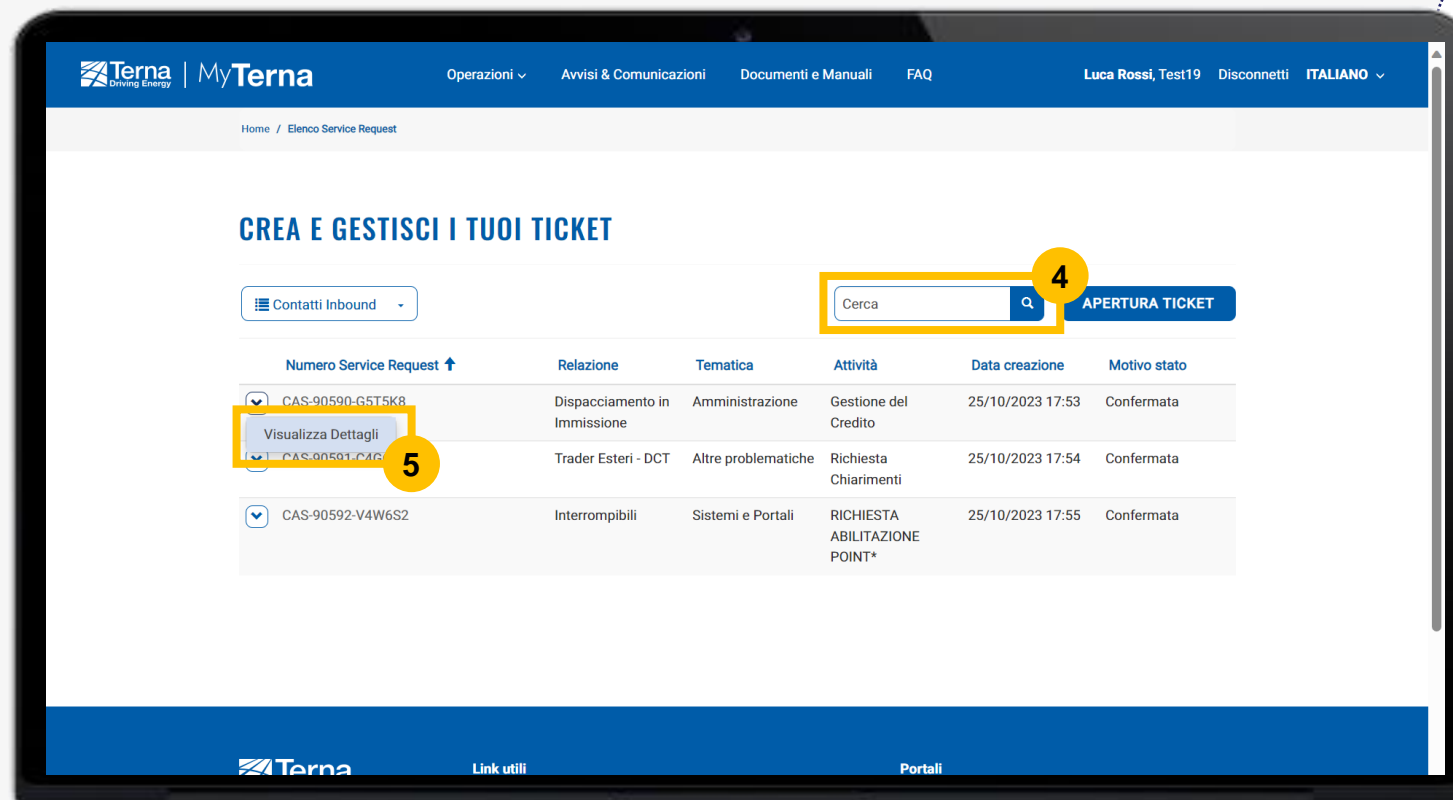 Terna Driving Energy | MyTerna
Operazioni Avvisi & Comunicazioni Documenti e Manuali FAQ Luca Rossi, Test19 Disconnetti ITALIANO
Home / Elenco Service Request
CREA E GESTISCI I TUOI TICKET
Contatti Inbound Cerca 4 APERTURA TICKET
Numero Service Request Relazione Tematica Attività Data creazione Motivo stato
CAS-90590-G5T5K8 Dispacciamento in Amministrazione Gestione del 25/10/2023 17:53 Confermata
Immissione Credito
Visualizza Dettagli
5
Trader Esteri - DCT Altre problematiche Richiesta 25/10/2023 17:54 Confermata
Chiarimenti
CAS-90592-V4W6S2 Interrompibili Sistemi e Portali RICHIESTA 25/10/2023 17:55 Confermata
ABILITAZIONE
POINT*
Terna Link utili Portali